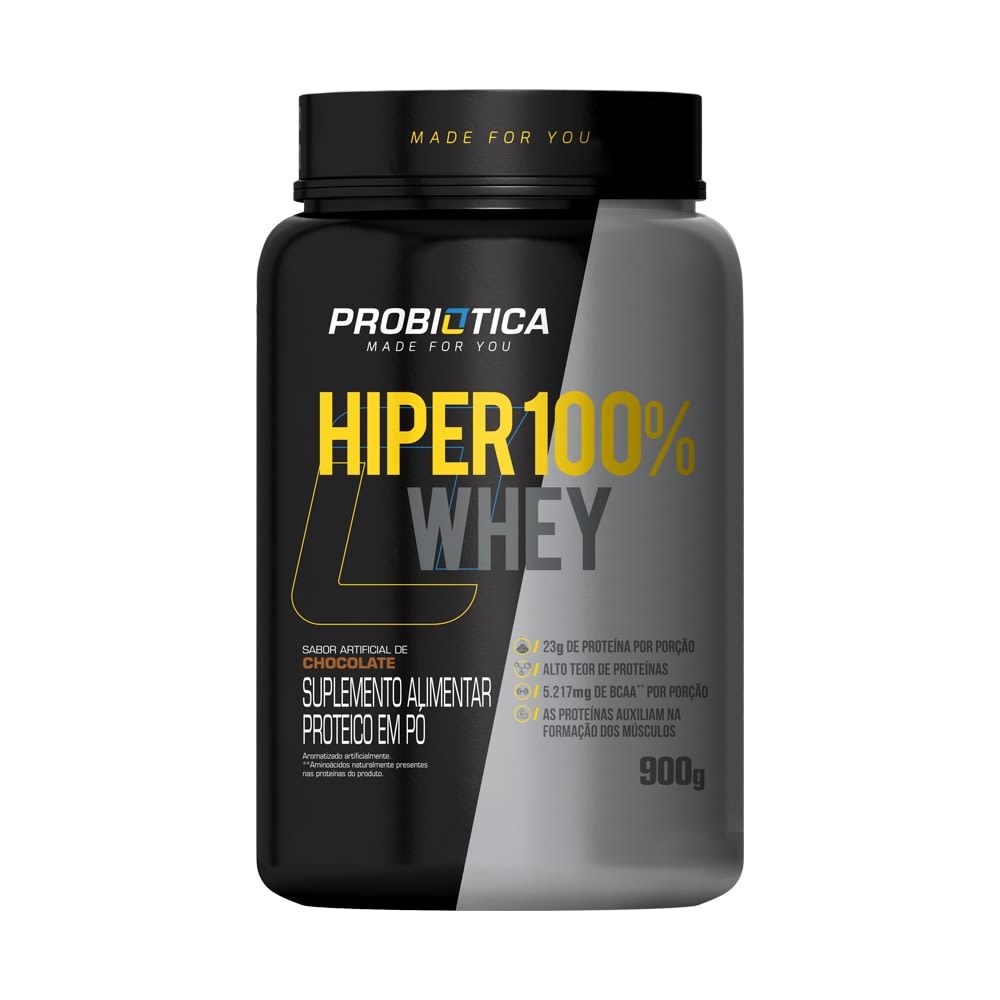 MADE FOR YOU
PROBIOTICA
MADE FOR YOU
HIPER 100%
WHEY
SABOR ARTIFICIAL DE
CHOCOLATE
SUPLEMENTO ALIMENTAR
PROTEICO EM PÓ
Aromatizado artificialmente.
**Aminoácidos naturalmente presentes
nas proteínas do produto.
23g DE PROTEÍNA POR PORÇÃO
ALTO TEOR DE PROTEÍNAS
5.217mg DE BCAA** POR PORÇÃO
AS PROTEÍNAS AUXILIAM NA
FORMAÇÃO DOS MÚSCULOS
900g